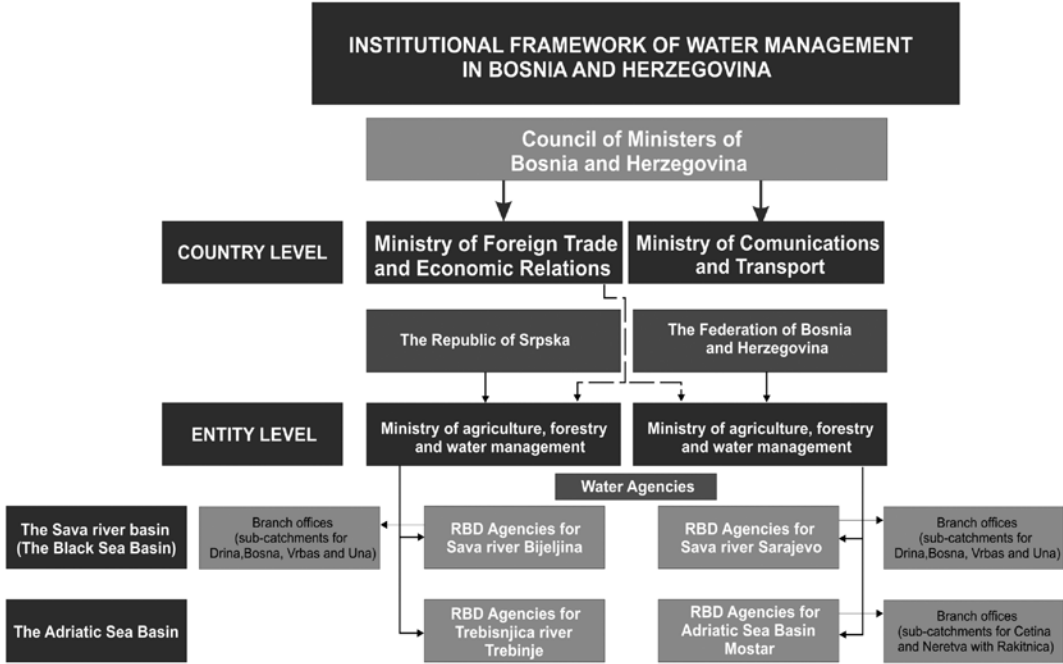 INSTITUTIONAL FRAMEWORK OF WATER MANAGEMENT
IN BOSNIA AND HERZEGOVINA
Council of Ministers of
Bosnia and Herzegovina
COUNTRY LEVEL
Ministry of Foreign Trade
and Economic Relations
Ministry of Comunications
and Transport
The Republic of Srpska
The Federation of Bosnia
and Herzegovina
ENTITY LEVEL
Ministry of agriculture, forestry
and water management
Ministry of agriculture, forestry
and water management
Water Agencies
The Sava river basin
(The Black Sea Basin)
Branch offices
(sub-catchments for
Drina,Bosna, Vrbas and Una)
RBD Agencies for
Sava river Bijeljina
RBD Agencies for
Sava river Sarajevo
Branch offices
(sub-catchments for
Drina,Bosna, Vrbas and Una)
The Adriatic Sea Basin
RBD Agencies for
Trebisnjica river
Trebinje
RBD Agencies for
Adriatic Sea Basin
Mostar
Branch offices
(sub-catchments for Cetina
and Neretva with Rakitnica)